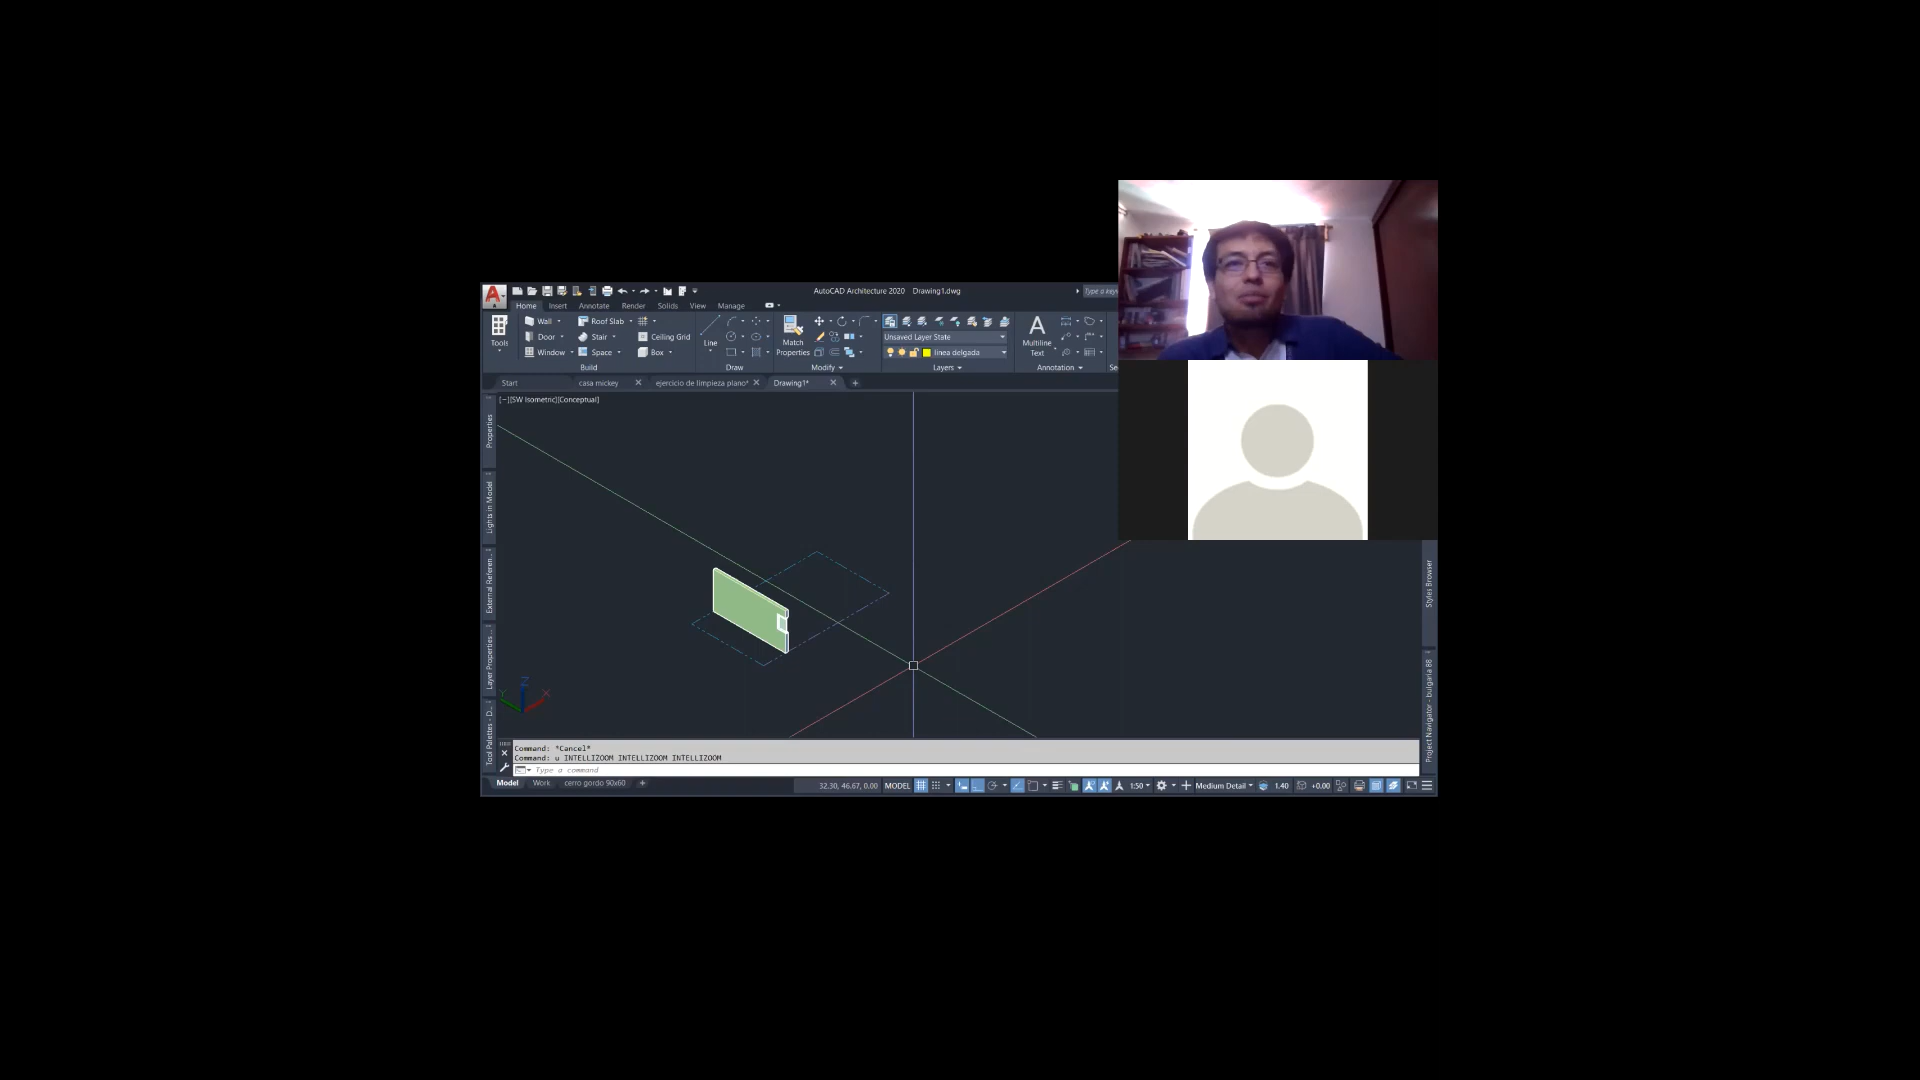 AutoCAD Architecture 2020 Drawing1.dwg
Home Insert Annotate Render Solids View Manage
Tools
Wall
Door
Window
Roof Slab
Stair
Space
Ceiling Grid
Box
Build
Line
Draw
Match
Properties
Modify
Unsaved Layer State
linea delgada
Layers
A
Multiline
Text
Annotation
Start casa mickey ejercicio de limpieza plano* Drawing1*
[−][SW Isometric][Conceptual]
Properties
Lights in Model
External Referen...
Layer Properties ...
Tool Palettes - D...
Styles Browser
Project Navigator - bulgaria 88
Z
X
Y
Command: *Cancel*
Command: u INTELLIZOOM INTELLIZOOM INTELLIZOOM
Type a command
Model Work cerro gordo 90x60
32.30, 46.67, 0.00 MODEL 1:50 Medium Detail 1.40 +0.00